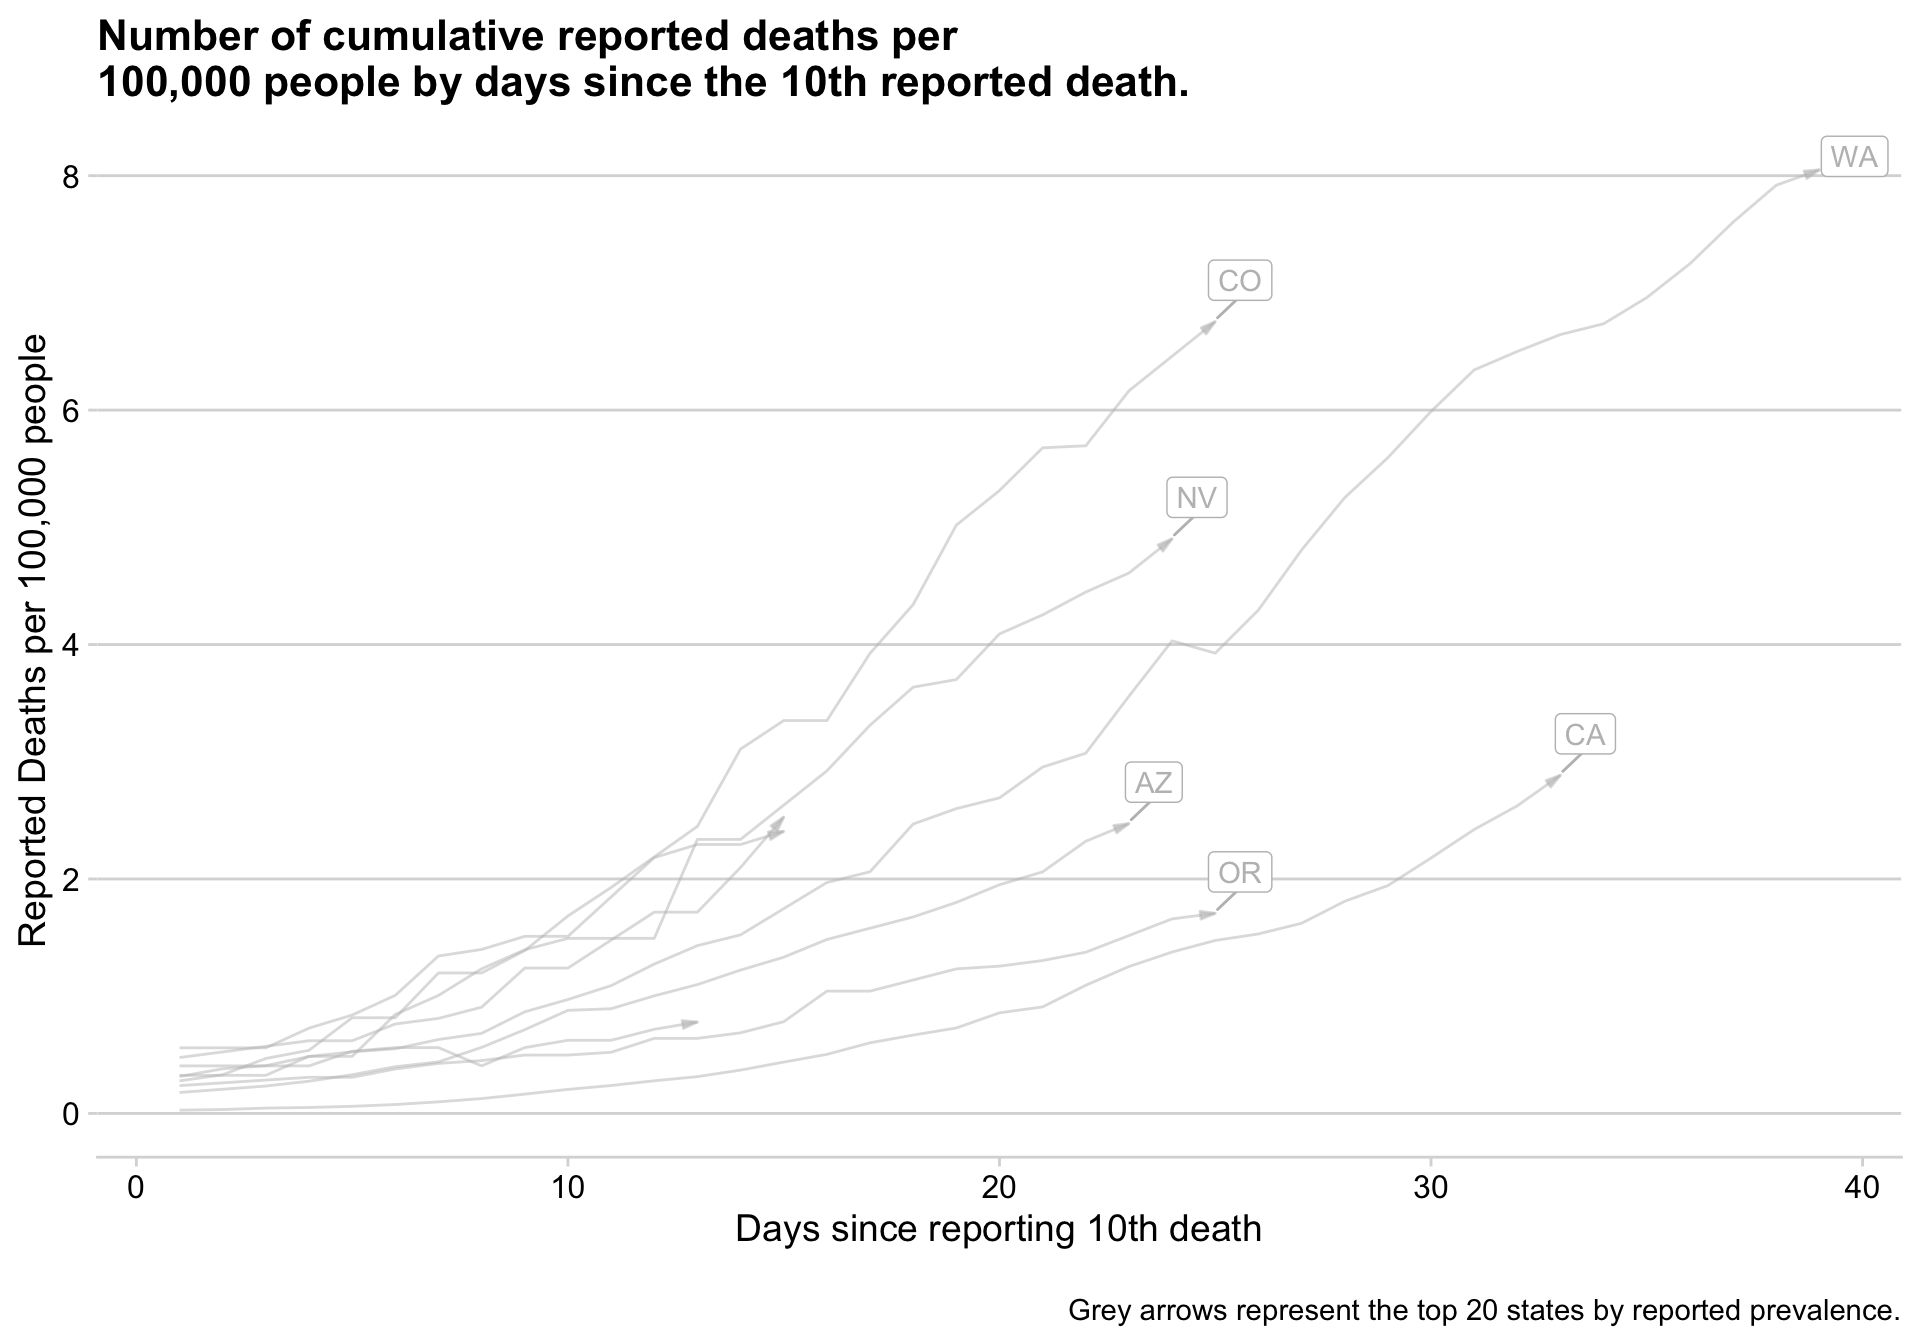 Number of cumulative reported deaths per
100,000 people by days since the 10th reported death.
Reported Deaths per 100,000 people
8
6
4
2
0
WA
CO
NV
CA
AZ
OR
0 10 20 30 40
Days since reporting 10th death
Grey arrows represent the top 20 states by reported prevalence.